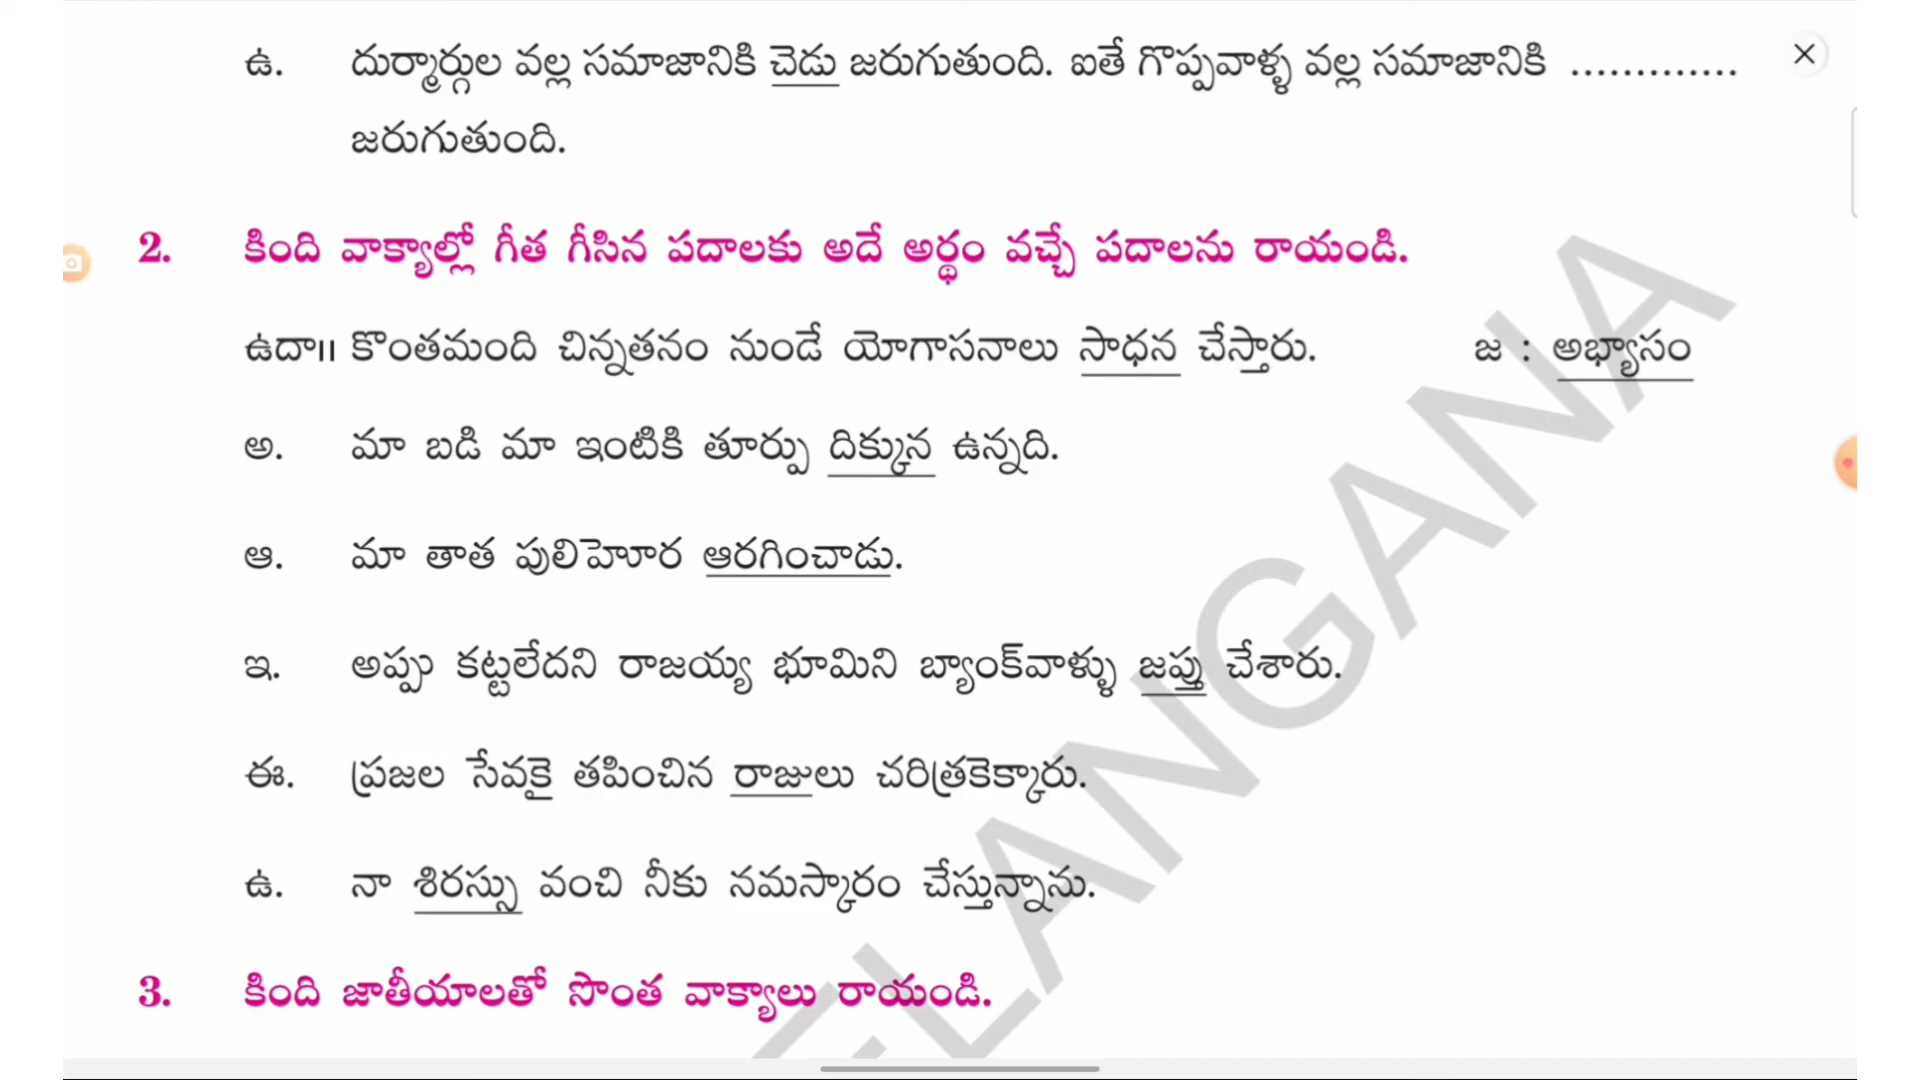 ఉ. దుర్మార్గుల వల్ల సమాజానికి చెడు జరుగుతుంది. ఐతే గొప్పవాళ్ళ వల్ల సమాజానికి .............
జరుగుతుంది.
2. కింది వాక్యాల్లో గీత గీసిన పదాలకు అదే అర్థం వచ్చే పదాలను రాయండి.
ఉదా॥ కొంతమంది చిన్నతనం నుండే యోగాసనాలు సాధన చేస్తారు. జ : అభ్యాసం
అ. మా బడి మా ఇంటికి తూర్పు దిక్కున ఉన్నది.
ఆ. మా తాత పులిహెూర ఆరగించాడు.
ఇ. అప్పు కట్టలేదని రాజయ్య భూమిని బ్యాంక్‌వాళ్ళు జప్తు చేశారు.
ఈ. ప్రజల సేవకై తపించిన రాజులు చరిత్రకెక్కారు.
ఉ. నా శిరస్సు వంచి నీకు నమస్కారం చేస్తున్నాను.
3. కింది జాతీయాలతో సొంత వాక్యాలు రాయండి.
ELANGANA